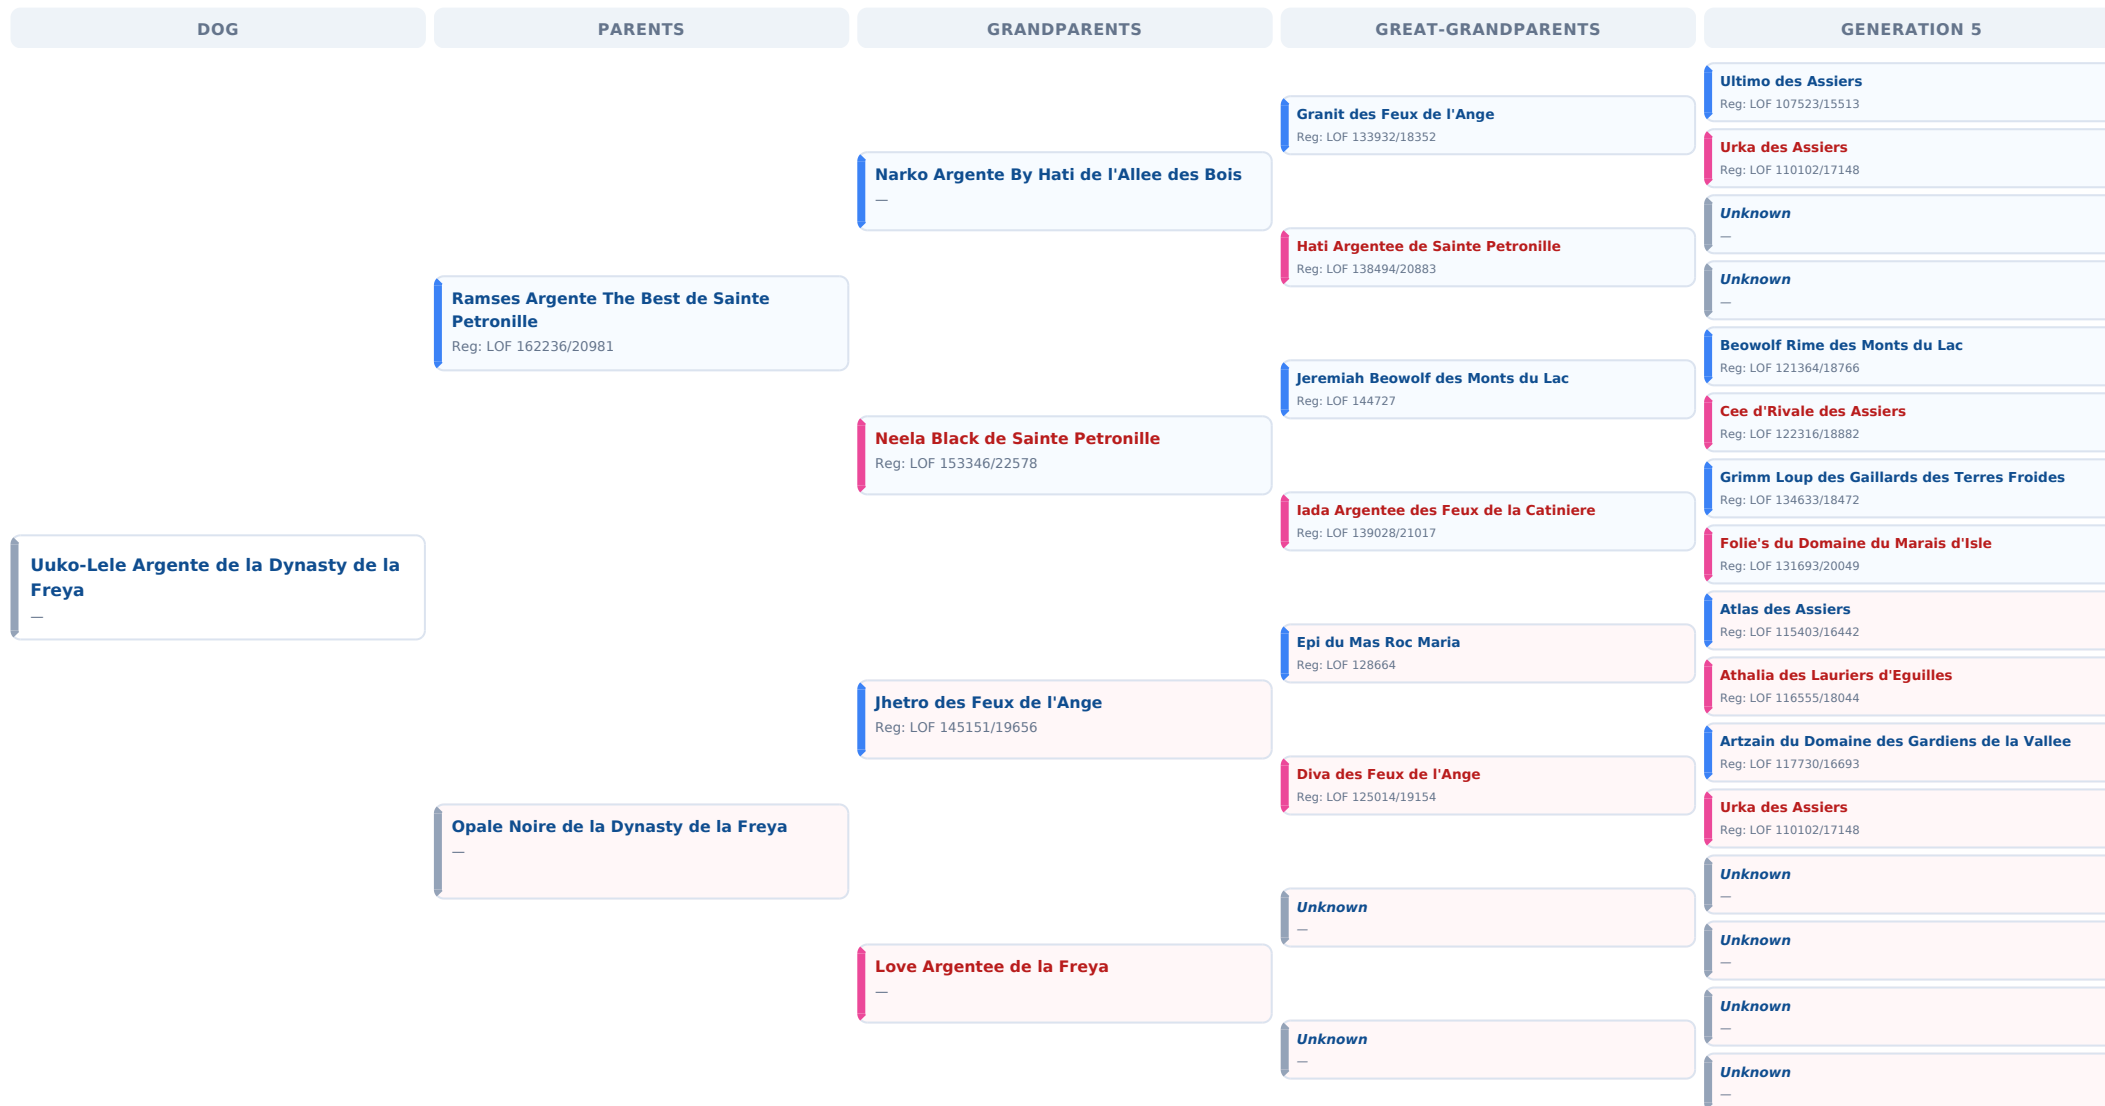 DOG
PARENTS
GRANDPARENTS
GREAT-GRANDPARENTS
GENERATION 5
Uuko-Lele Argente de la Dynasty de la
Freya
—
Ramses Argente The Best de Sainte
Petronille
Reg: LOF 162236/20981
Opale Noire de la Dynasty de la Freya
—
Narko Argente By Hati de l'Allee des Bois
—
Neela Black de Sainte Petronille
Reg: LOF 153346/22578
Jhetro des Feux de l'Ange
Reg: LOF 145151/19656
Love Argentee de la Freya
—
Granit des Feux de l'Ange
Reg: LOF 133932/18352
Hati Argentee de Sainte Petronille
Reg: LOF 138494/20883
Jeremiah Beowolf des Monts du Lac
Reg: LOF 144727
Iada Argentee des Feux de la Catiniere
Reg: LOF 139028/21017
Epi du Mas Roc Maria
Reg: LOF 128664
Diva des Feux de l'Ange
Reg: LOF 125014/19154
Unknown
—
Unknown
—
Ultimo des Assiers
Reg: LOF 107523/15513
Urka des Assiers
Reg: LOF 110102/17148
Unknown
—
Unknown
—
Beowolf Rime des Monts du Lac
Reg: LOF 121364/18766
Cee d'Rivale des Assiers
Reg: LOF 122316/18882
Grimm Loup des Gaillards des Terres Froides
Reg: LOF 134633/18472
Folie's du Domaine du Marais d'Isle
Reg: LOF 131693/20049
Atlas des Assiers
Reg: LOF 115403/16442
Athalia des Lauriers d'Eguilles
Reg: LOF 116555/18044
Artzain du Domaine des Gardiens de la Vallee
Reg: LOF 117730/16693
Urka des Assiers
Reg: LOF 110102/17148
Unknown
—
Unknown
—
Unknown
—
Unknown
—